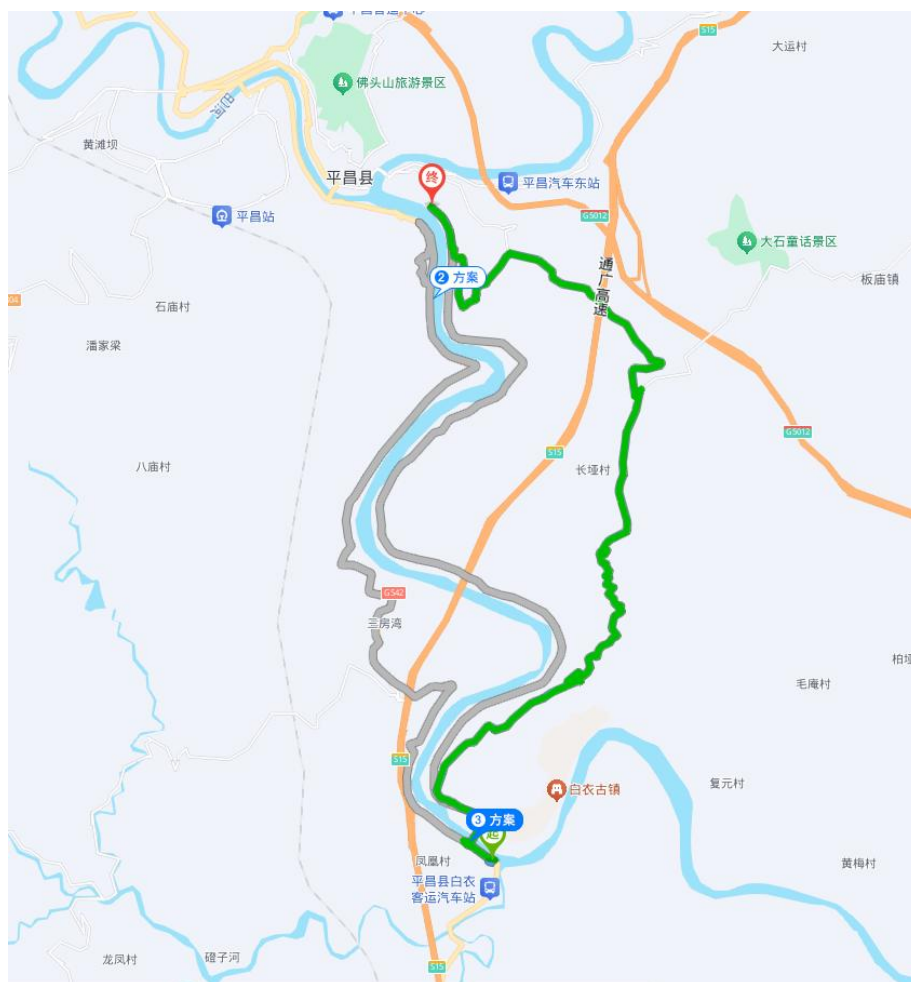 S15
大运村
佛头山旅游景区
巴河
黄滩坝
平昌县
终
平昌汽车东站
平昌站
G5012
大石童话景区
通广高速
板庙镇
2 方案
石庙村
潘家梁
G5012
S15
八庙村
长垭村
G542
王房湾
柏垭
毛庵村
S15
复元村
白衣古镇
3 方案
凤凰村
黄梅村
平昌县白衣
客运汽车站
龙凤村
磴子河
S15